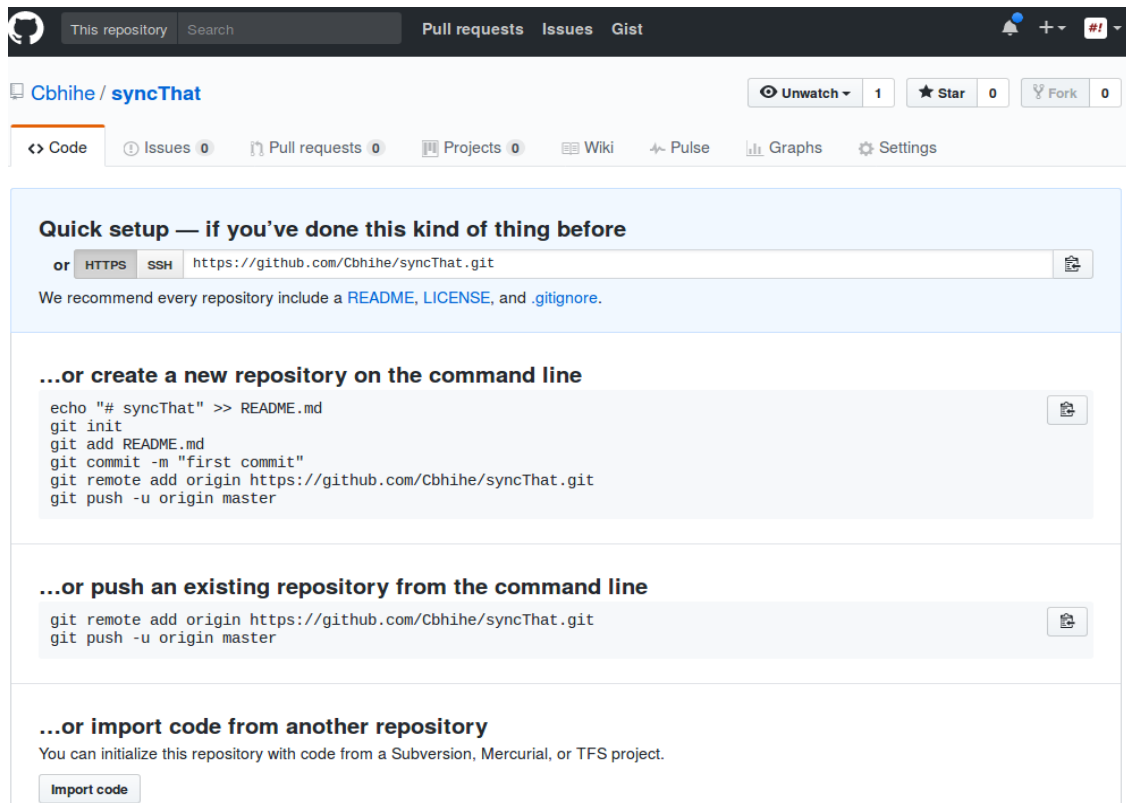 This repository Search Pull requests Issues Gist #!
Cbhihe / syncThat Unwatch 1 Star 0 Fork 0
<> Code Issues 0 Pull requests 0 Projects 0 Wiki Pulse Graphs Settings
Quick setup — if you’ve done this kind of thing before
or HTTPS SSH https://github.com/Cbhihe/syncThat.git
We recommend every repository include a README, LICENSE, and .gitignore.
…or create a new repository on the command line
echo "# syncThat" >> README.md
git init
git add README.md
git commit -m "first commit"
git remote add origin https://github.com/Cbhihe/syncThat.git
git push -u origin master
…or push an existing repository from the command line
git remote add origin https://github.com/Cbhihe/syncThat.git
git push -u origin master
…or import code from another repository
You can initialize this repository with code from a Subversion, Mercurial, or TFS project.
Import code